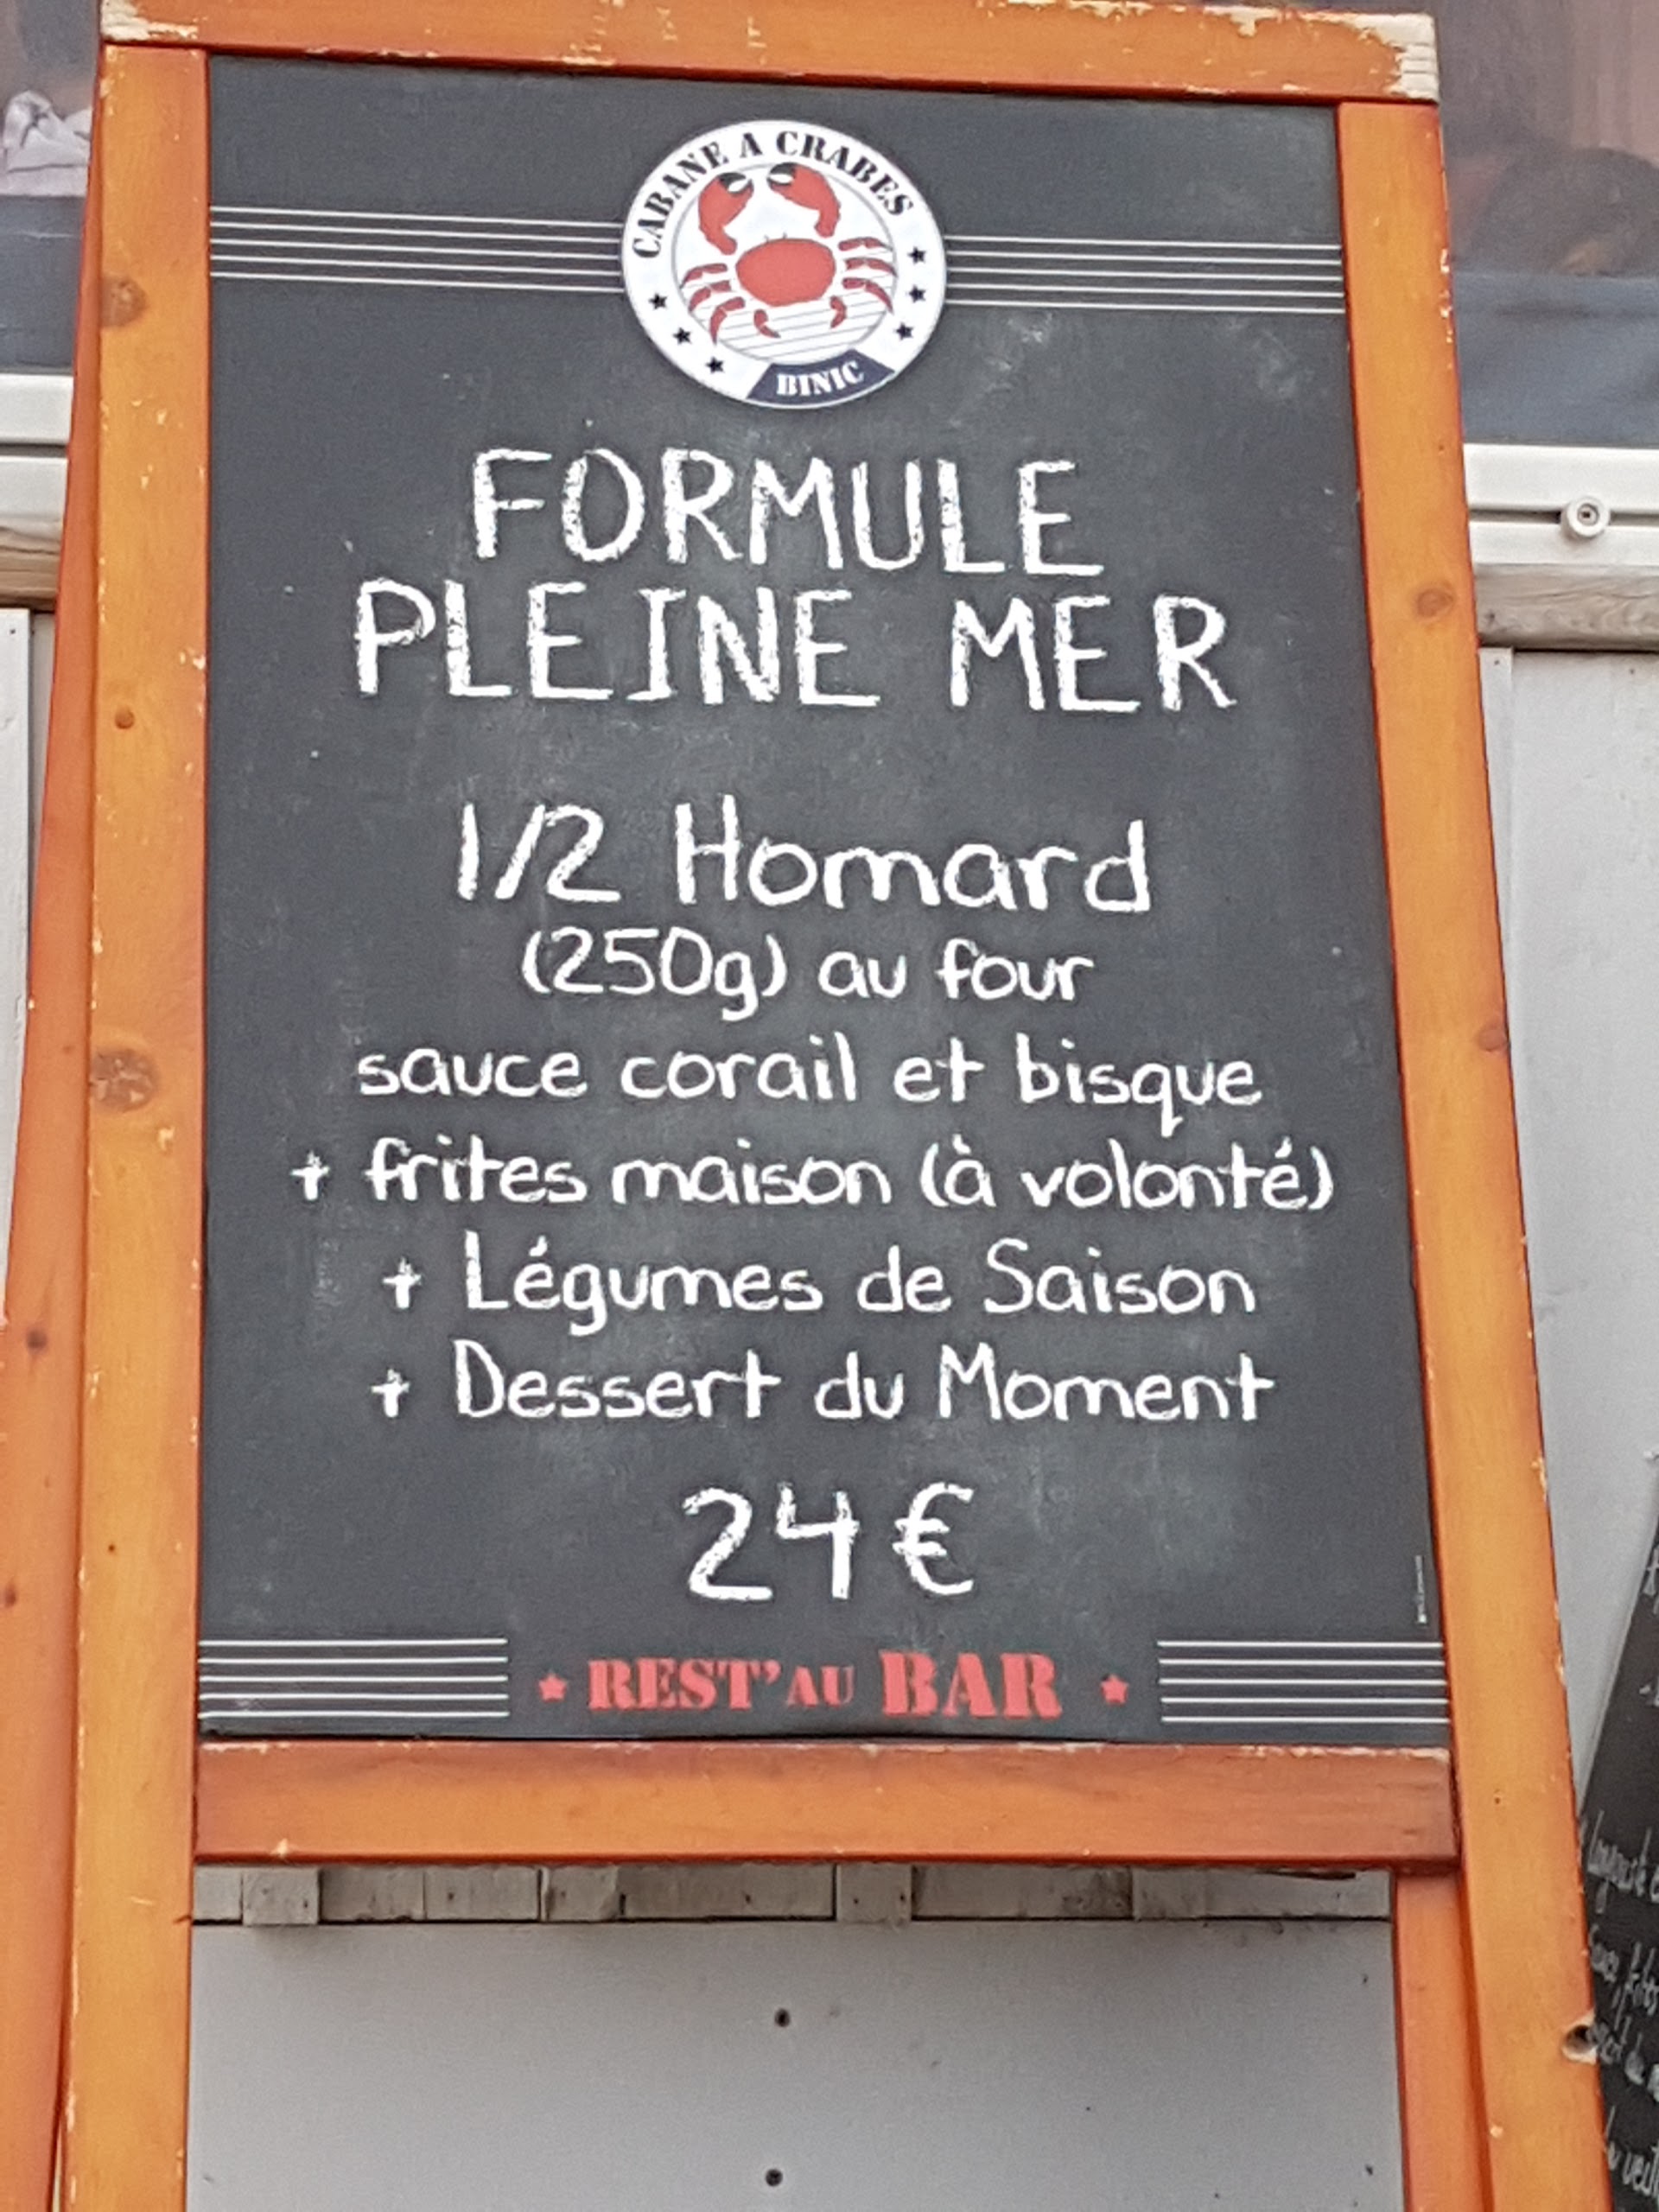 CABANE A CRABES
BINIC
FORMULE
PLEINE MER
1/2 Homard
(250g) au four
sauce corail et bisque
+ frites maison (à volonté)
+ Légumes de Saison
+ Dessert du Moment
24€
REST'AU BAR